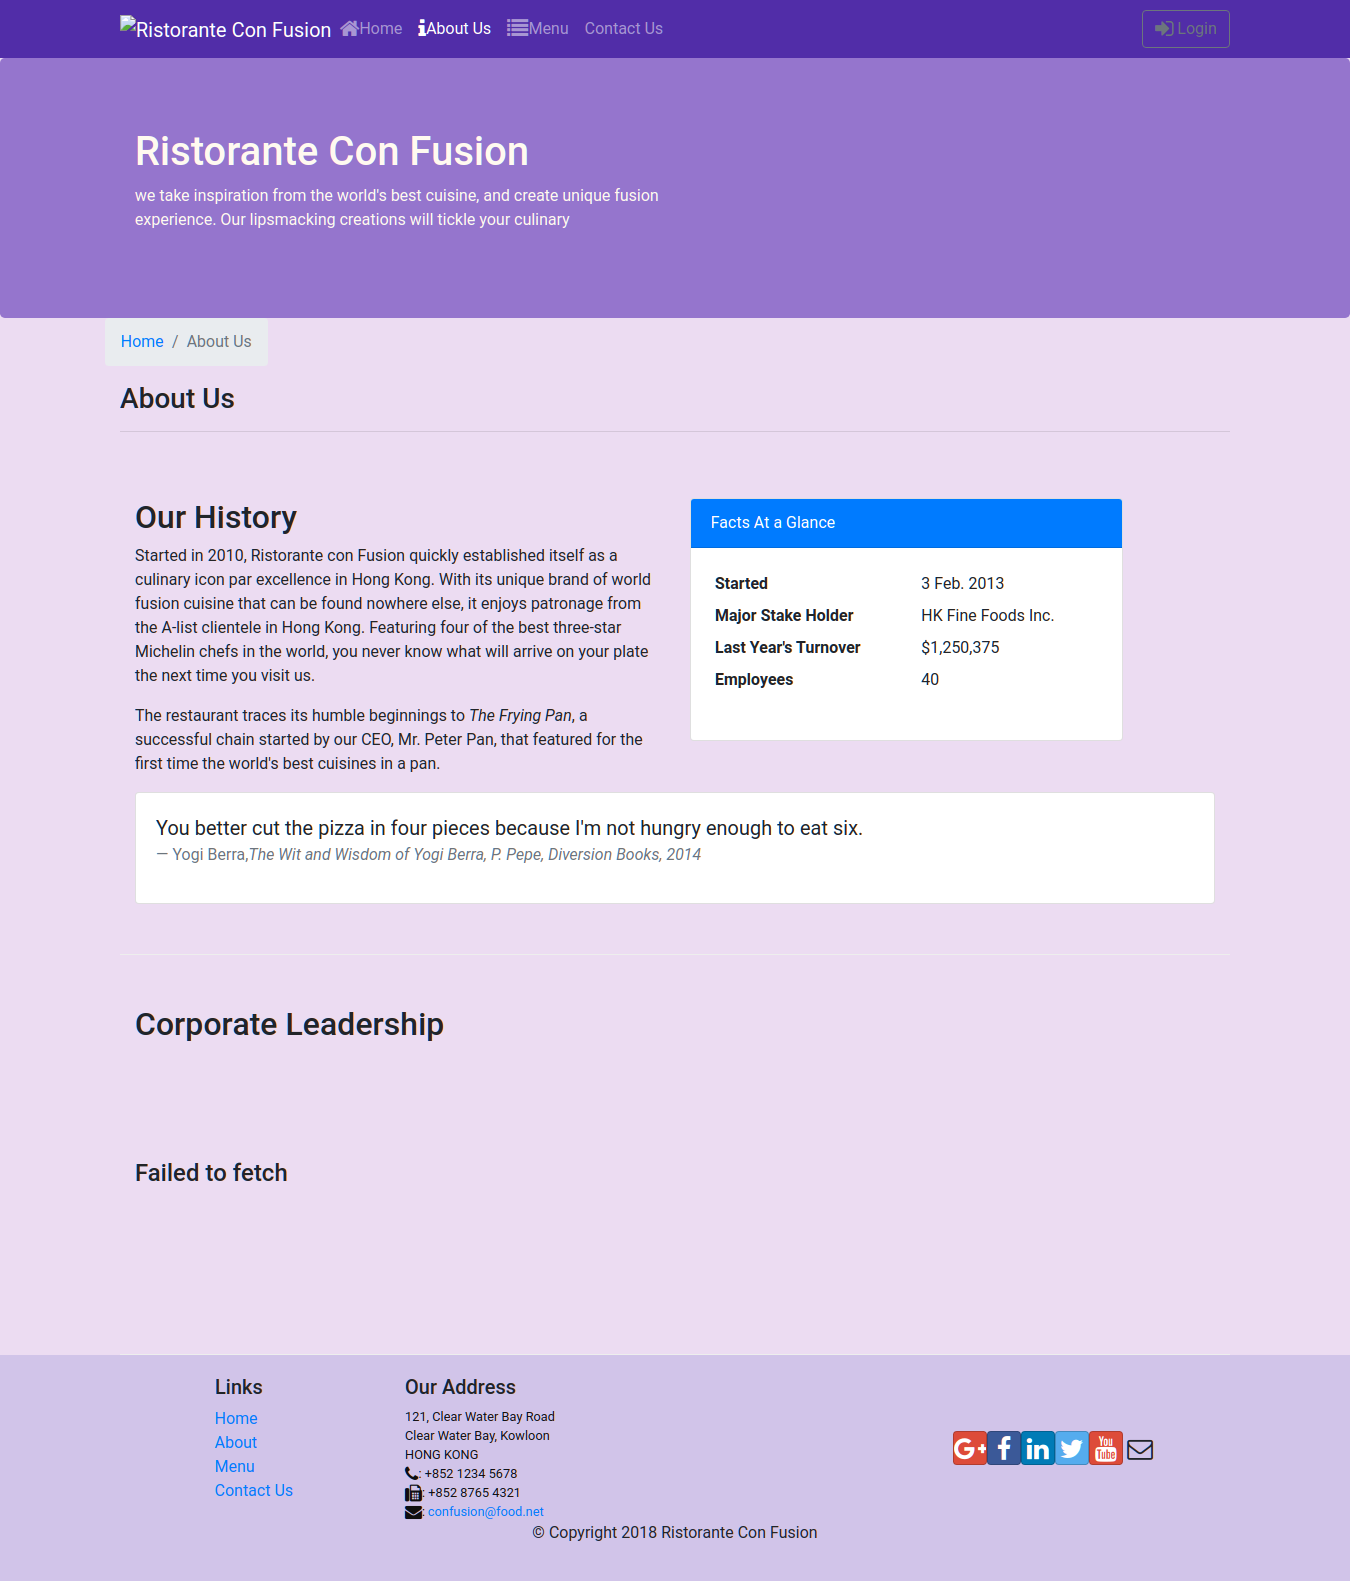 Ristorante Con Fusion Home About Us Menu Contact Us Login
Ristorante Con Fusion
we take inspiration from the world's best cuisine, and create unique fusion
experience. Our lipsmacking creations will tickle your culinary
Home / About Us
About Us
Our History
Started in 2010, Ristorante con Fusion quickly established itself as a
culinary icon par excellence in Hong Kong. With its unique brand of world
fusion cuisine that can be found nowhere else, it enjoys patronage from
the A-list clientele in Hong Kong. Featuring four of the best three-star
Michelin chefs in the world, you never know what will arrive on your plate
the next time you visit us.
The restaurant traces its humble beginnings to The Frying Pan, a
successful chain started by our CEO, Mr. Peter Pan, that featured for the
first time the world's best cuisines in a pan.
Facts At a Glance
Started 3 Feb. 2013
Major Stake Holder HK Fine Foods Inc.
Last Year's Turnover $1,250,375
Employees 40
You better cut the pizza in four pieces because I'm not hungry enough to eat six.
— Yogi Berra,The Wit and Wisdom of Yogi Berra, P. Pepe, Diversion Books, 2014
Corporate Leadership
Failed to fetch
Links
Home
About
Menu
Contact Us
Our Address
121, Clear Water Bay Road
Clear Water Bay, Kowloon
HONG KONG
: +852 1234 5678
: +852 8765 4321
: confusion@food.net
You
Tube
© Copyright 2018 Ristorante Con Fusion